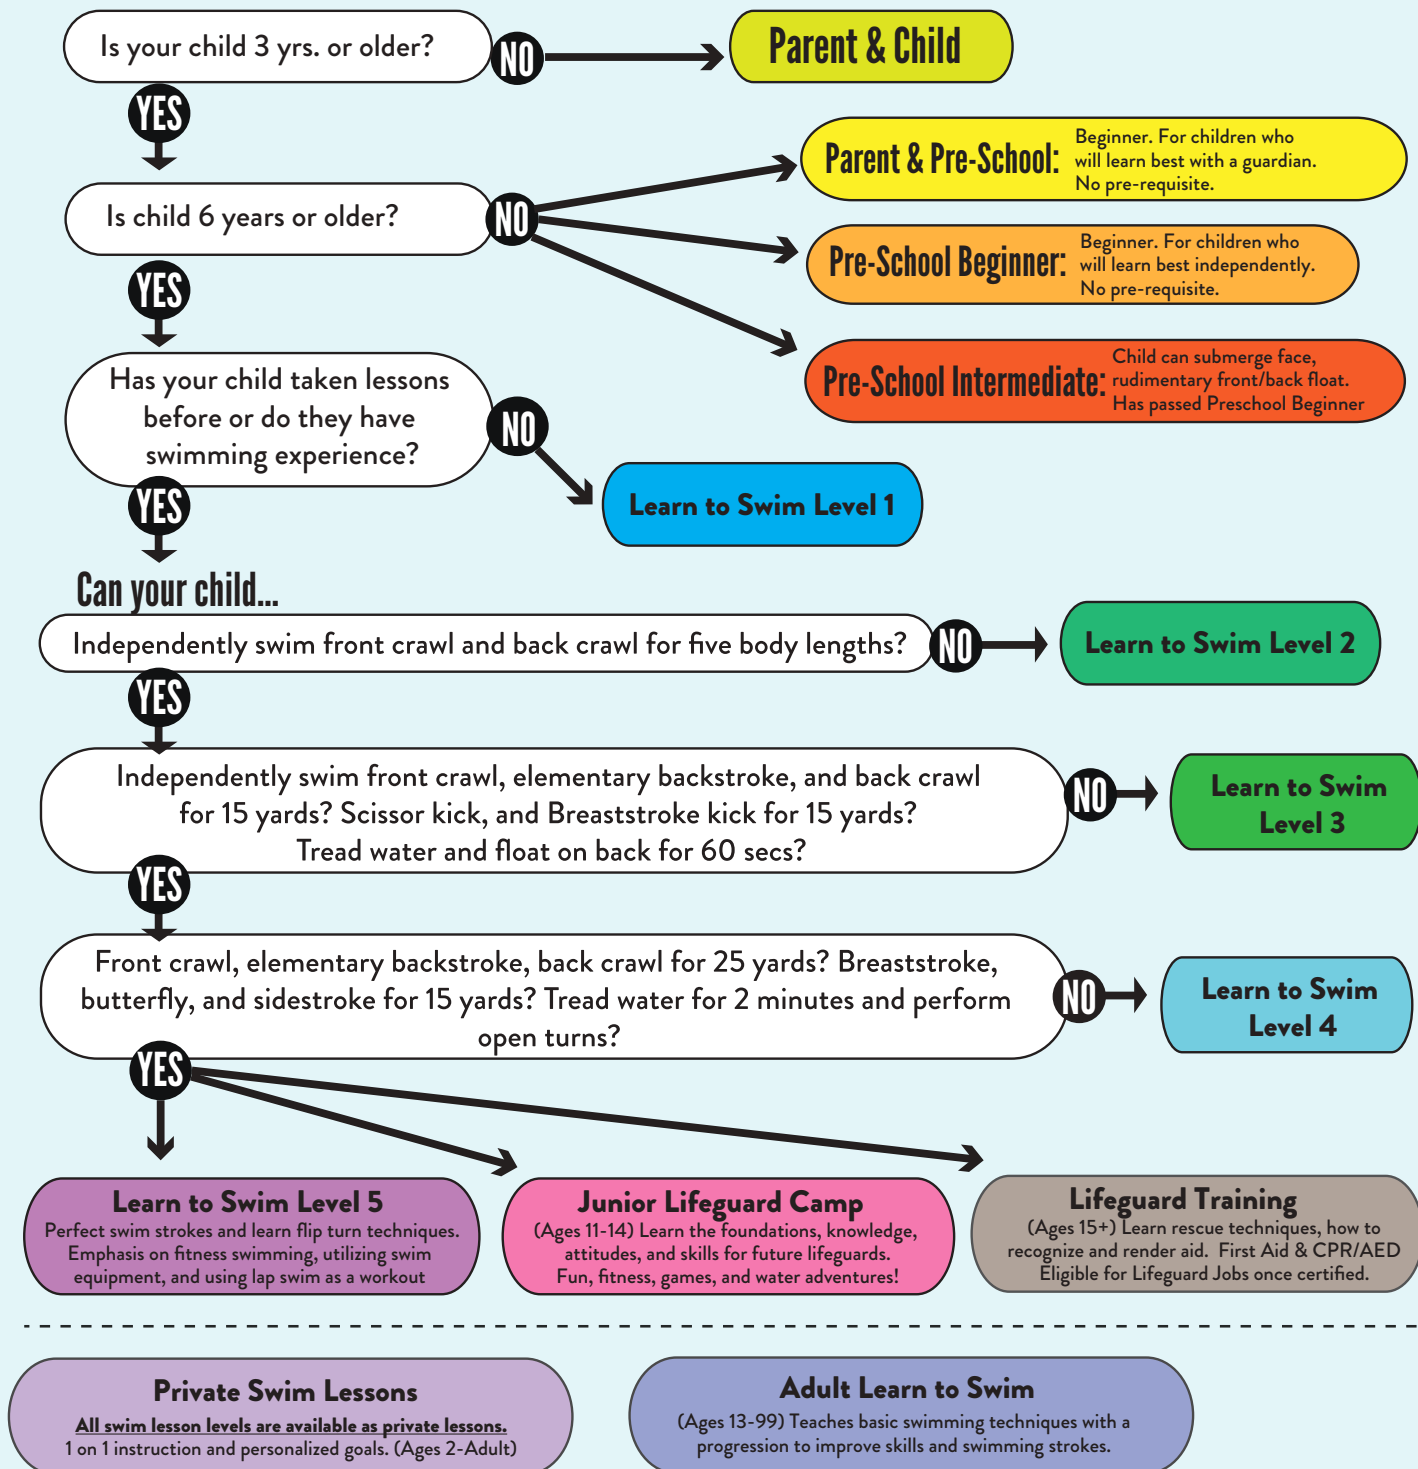 Is your child 3 yrs. or older?
NO
Parent & Child
YES
Is child 6 years or older?
NO
Parent & Pre-School:
Beginner. For children who
will learn best with a guardian.
No pre-requisite.
Pre-School Beginner:
Beginner. For children who
will learn best independently.
No pre-requisite.
Pre-School Intermediate:
Child can submerge face,
rudimentary front/back float.
Has passed Preschool Beginner
YES
Has your child taken lessons
before or do they have
swimming experience?
NO
Learn to Swim Level 1
YES
Can your child...
Independently swim front crawl and back crawl for five body lengths?
NO
Learn to Swim Level 2
YES
Independently swim front crawl, elementary backstroke, and back crawl
for 15 yards? Scissor kick, and Breaststroke kick for 15 yards?
Tread water and float on back for 60 secs?
NO
Learn to Swim
Level 3
YES
Front crawl, elementary backstroke, back crawl for 25 yards? Breaststroke,
butterfly, and sidestroke for 15 yards? Tread water for 2 minutes and perform
open turns?
NO
Learn to Swim
Level 4
YES
Learn to Swim Level 5
Perfect swim strokes and learn flip turn techniques.
Emphasis on fitness swimming, utilizing swim
equipment, and using lap swim as a workout
Junior Lifeguard Camp
(Ages 11-14) Learn the foundations, knowledge,
attitudes, and skills for future lifeguards.
Fun, fitness, games, and water adventures!
Lifeguard Training
(Ages 15+) Learn rescue techniques, how to
recognize and render aid.  First Aid & CPR/AED
Eligible for Lifeguard Jobs once certified.
Private Swim Lessons
All swim lesson levels are available as private lessons.
1 on 1 instruction and personalized goals. (Ages 2-Adult)
Adult Learn to Swim
(Ages 13-99) Teaches basic swimming techniques with a
progression to improve skills and swimming strokes.